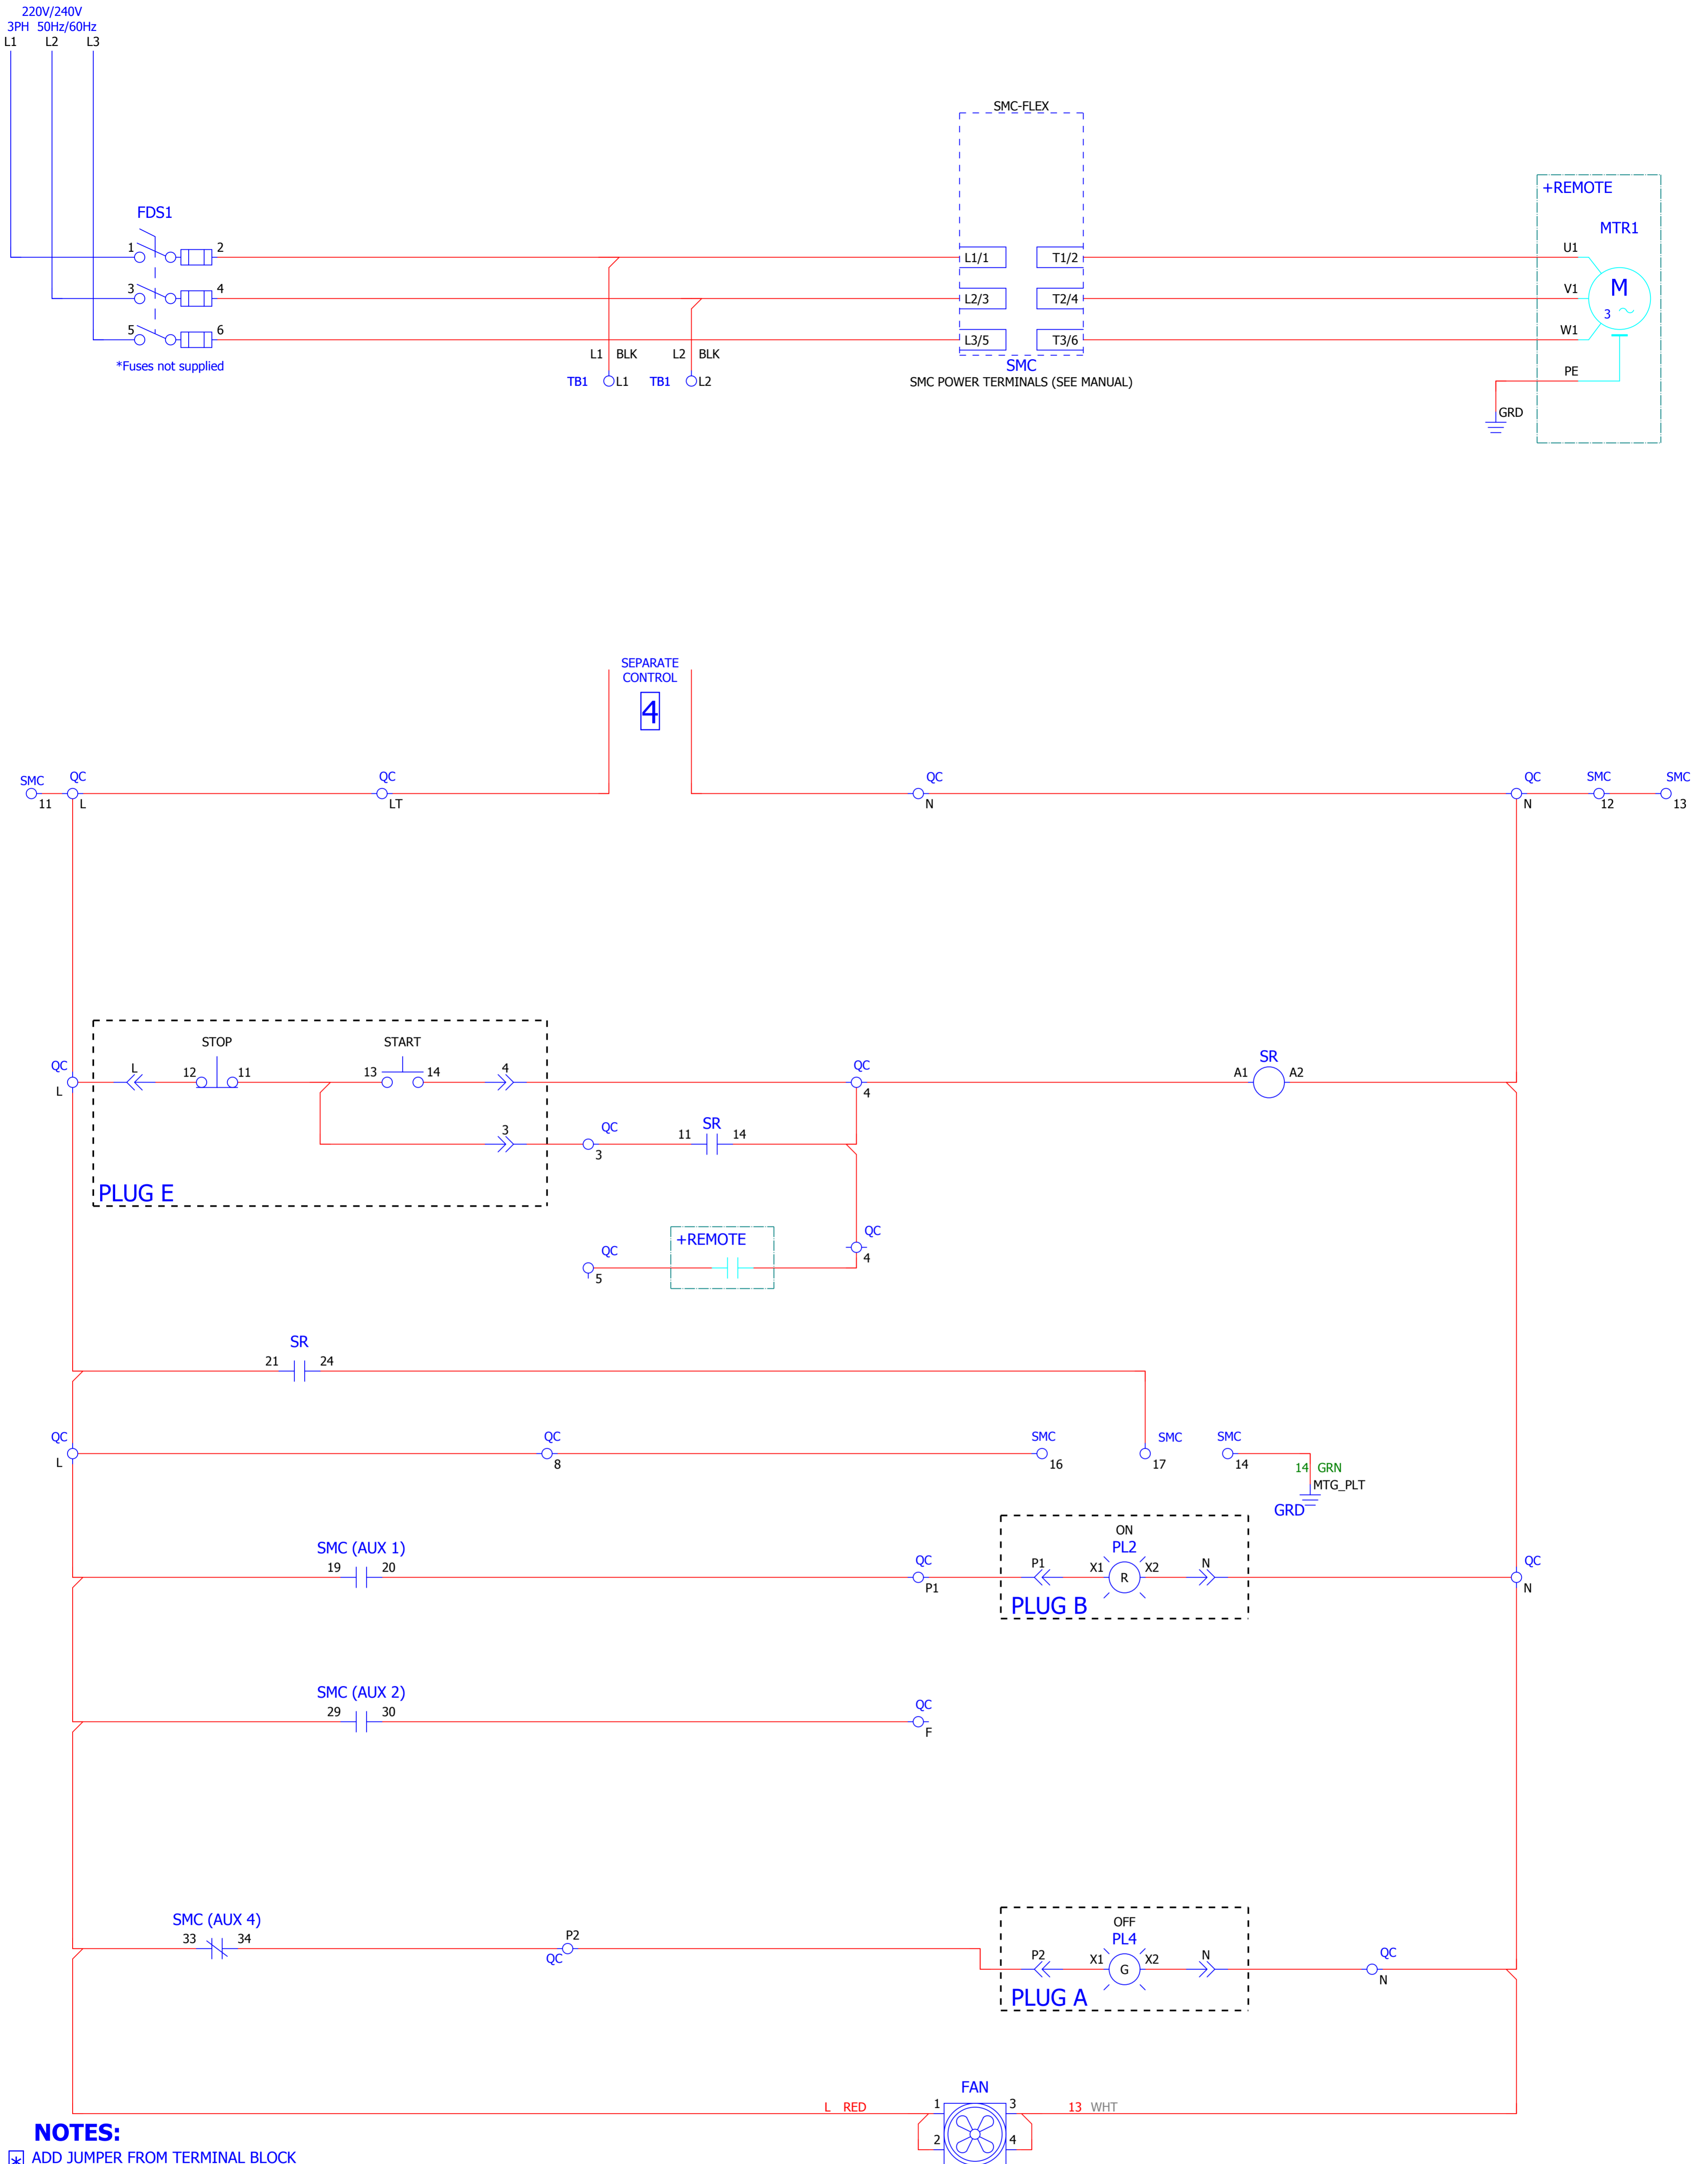 220V/240V
3PH 50Hz/60Hz
L1 L2 L3
SMC-FLEX
+REMOTE
MTR1
FDS1
1 2
L1/1 T1/2
U1
3 4
L2/3 T2/4
V1
M
3
5 6
L3/5 T3/6
W1
*Fuses not supplied
L1 BLK L2 BLK
TB1 L1 TB1 L2
SMC
SMC POWER TERMINALS (SEE MANUAL)
PE
GRD
SEPARATE
CONTROL
4
SMC QC QC QC QC SMC SMC
11 L LT N N 12 13
STOP START
QC L 12 11 13 14 4 QC SR
L 4 A1 A2
3 QC SR
3 11 14
PLUG E
QC +REMOTE QC
5 4
SR
21 24
QC QC SMC SMC SMC
L 8 16 17 14
14 GRN
MTG_PLT
GRD
ON
SMC (AUX 1) PL2
19 20 QC P1 X1 X2 N QC
R
P1 N
PLUG B
SMC (AUX 2)
29 30 QC
F
SMC (AUX 4) OFF
33 34 P2 PL4
QC P2 X1 X2 N QC
G
N
PLUG A
FAN
L RED 1 3 13 WHT
2 4
NOTES:
* ADD JUMPER FROM TERMINAL BLOCK